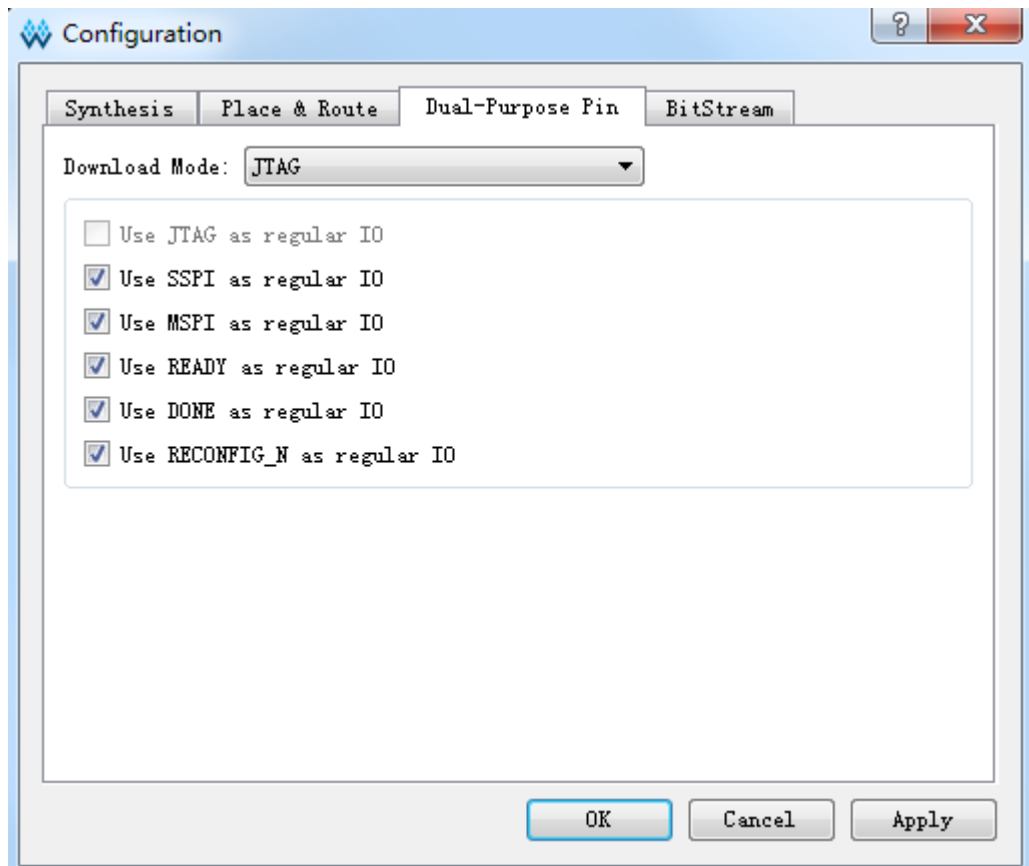 Configuration
Synthesis Place & Route Dual-Purpose Pin BitStream
Download Mode: JTAG
Use JTAG as regular IO
Use SSPI as regular IO
Use MSPI as regular IO
Use READY as regular IO
Use DONE as regular IO
Use RECONFIG_N as regular IO
OK Cancel Apply